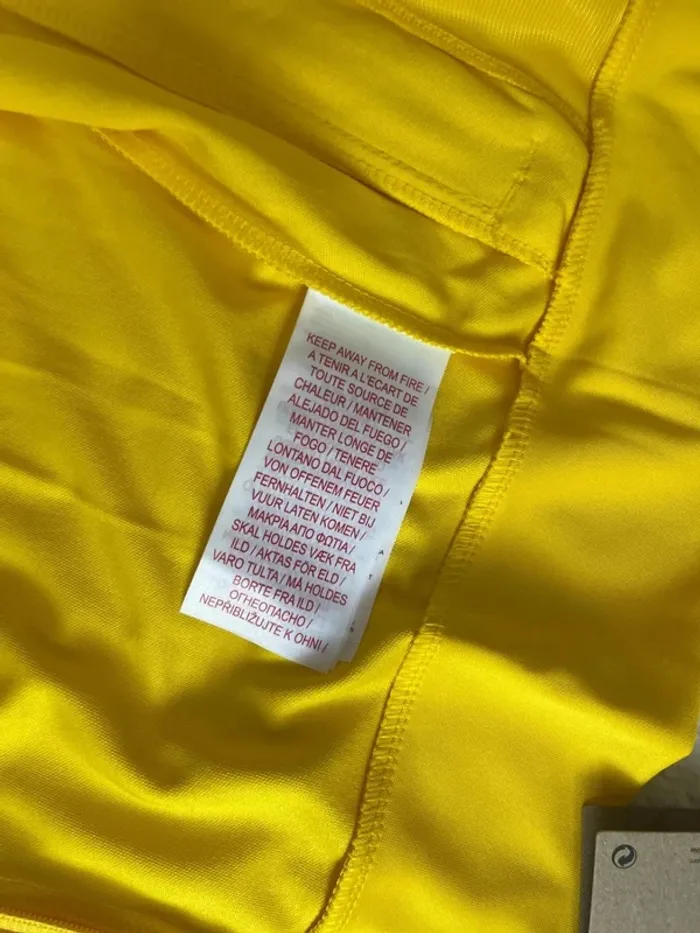 KEEP AWAY FROM FIRE /
A TENIR A L'ECART DE
TOUTE SOURCE DE
CHALEUR / MANTENER
ALEJADO DEL FUEGO /
MANTER LONGE DE
FOGO / TENERE
LONTANO DAL FUOCO /
VON OFFENEM FEUER
FERNHALTEN / NIET BIJ
VUUR LATEN KOMEN /
ΜΑΚΡΙΑ ΑΠΟ ΦΩΤΙΑ /
SKAL HOLDES VÆK FRA
ILD / AKTAS FÖR ELD /
VARO TULTA / MÅ HOLDES
BORTE FRA ILD /
ОГНЕОПАСНО /
NEPŘIBLIŽUJTE K OHNI /